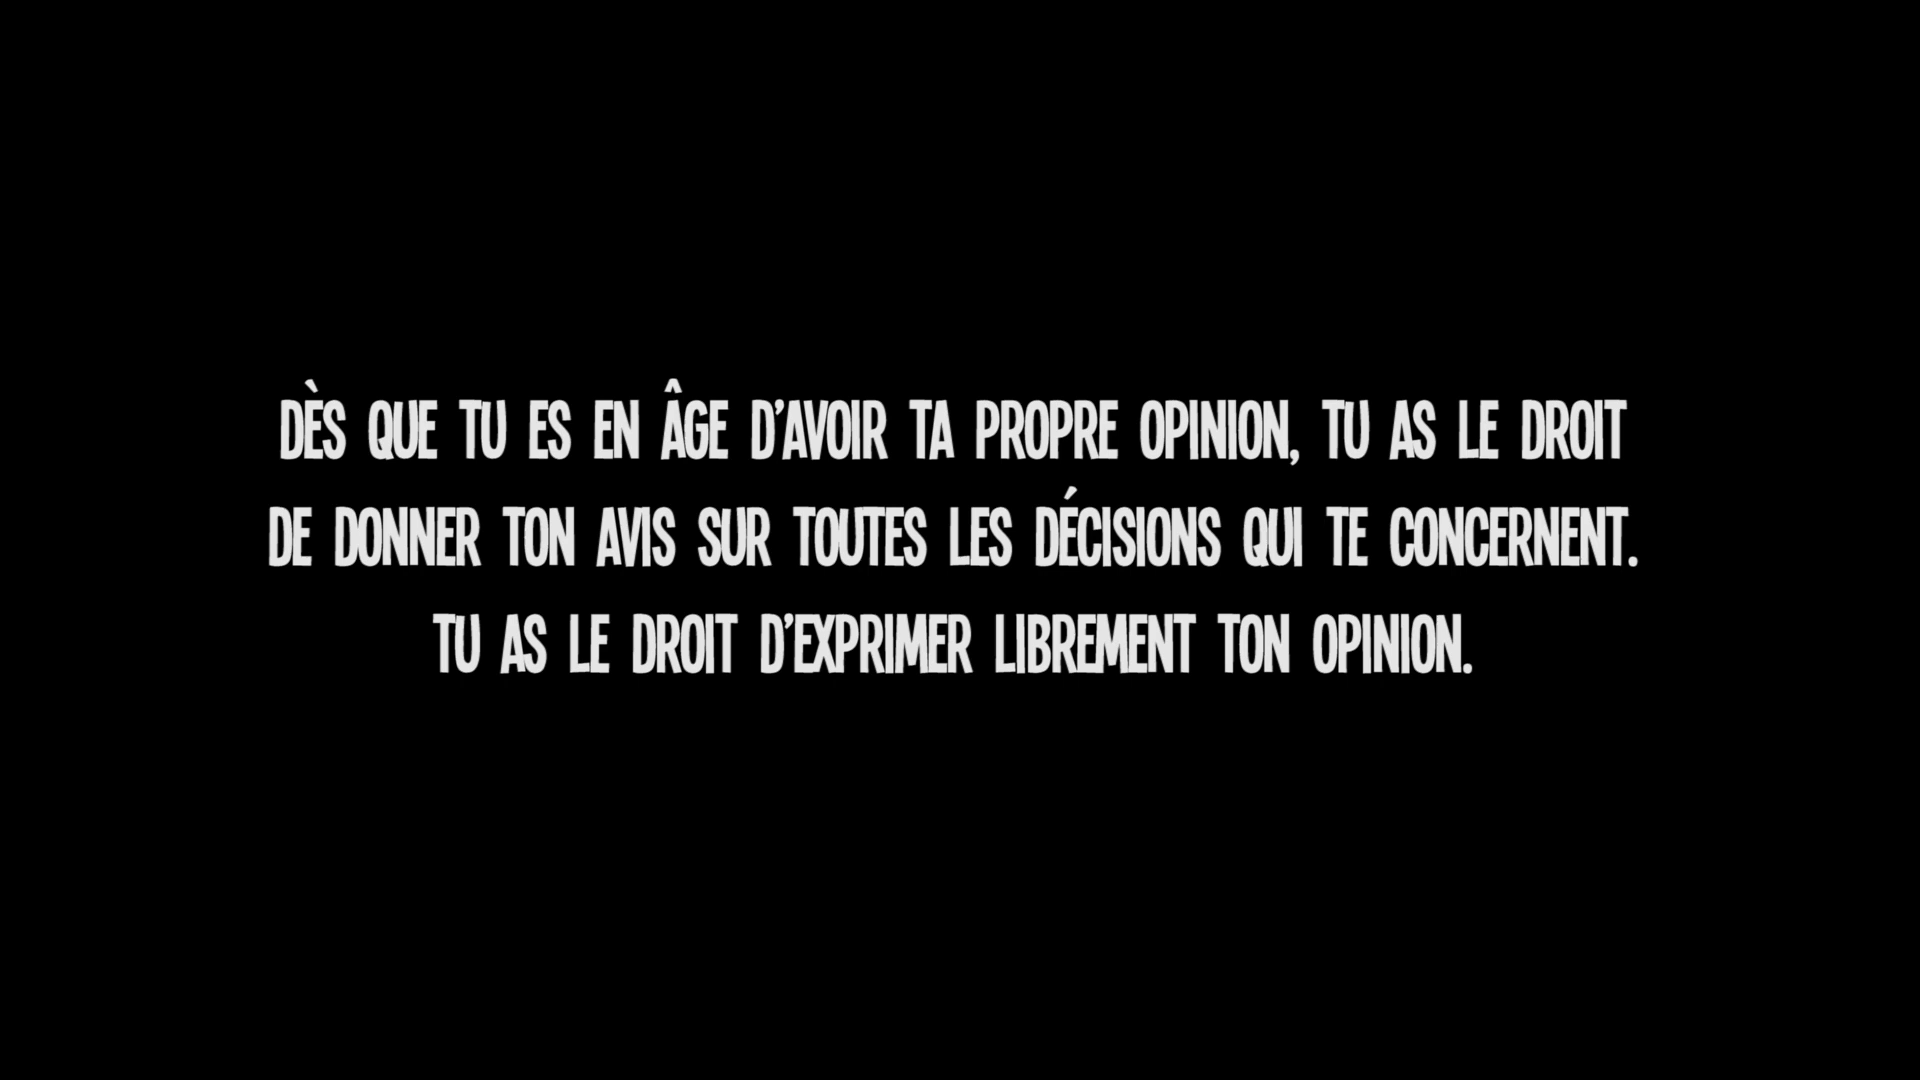 DÈS QUE TU ES EN ÂGE D'AVOIR TA PROPRE OPINION, TU AS LE DROIT
DE DONNER TON AVIS SUR TOUTES LES DÉCISIONS QUI TE CONCERNENT.
TU AS LE DROIT D'EXPRIMER LIBREMENT TON OPINION.